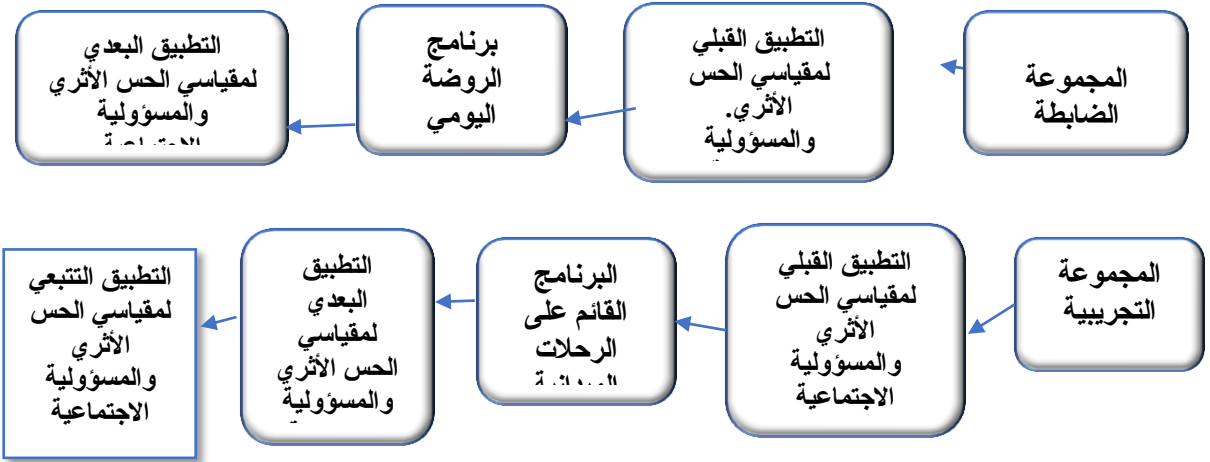 المجموعة
الضابطة
التطبيق القبلي
لمقياسي الحس
الأثري.
والمسؤولية
برنامج
الروضة
اليومي
التطبيق البعدي
لمقياسي الحس الأثري
والمسؤولية
المجموعة
التجريبية
التطبيق القبلي
لمقياسي الحس
الأثري
والمسؤولية
الاجتماعية
البرنامج
القائم على
الرحلات
التطبيق
البعدي
لمقياسي
الحس الأثري
والمسؤولية
التطبيق التتبعي
لمقياسي الحس
الأثري
والمسؤولية
الاجتماعية